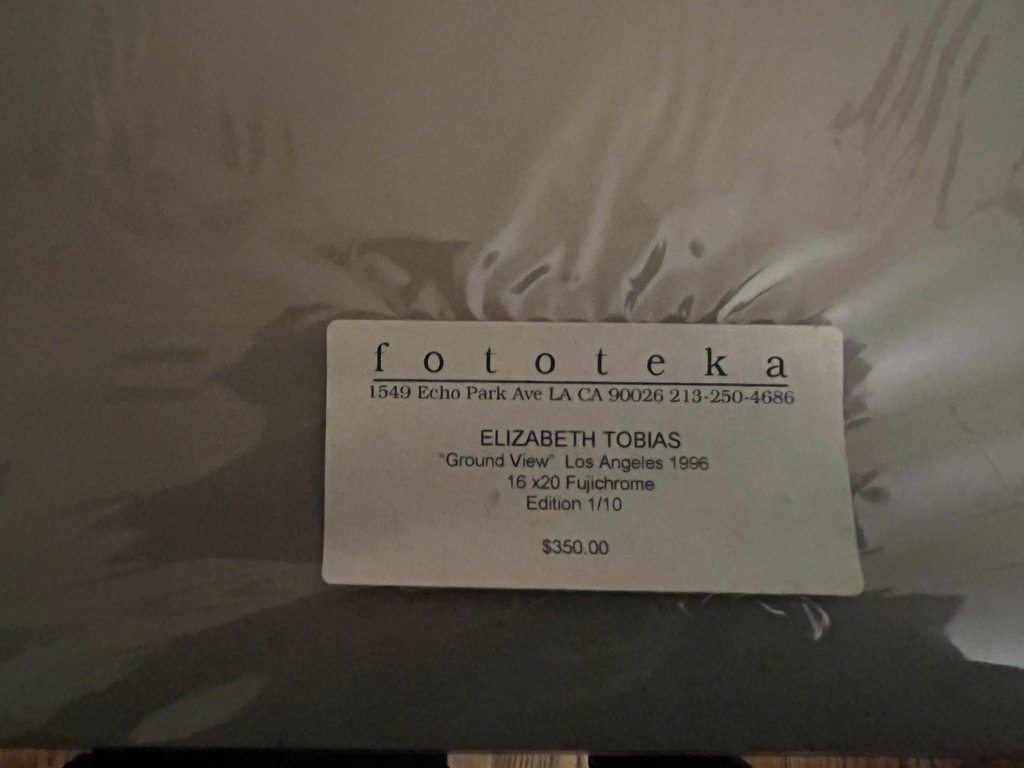 fototeka
1549 Echo Park Ave LA CA 90026 213-250-4686
ELIZABETH TOBIAS
"Ground View" Los Angeles 1996
16 x20 Fujichrome
Edition 1/10
$350.00